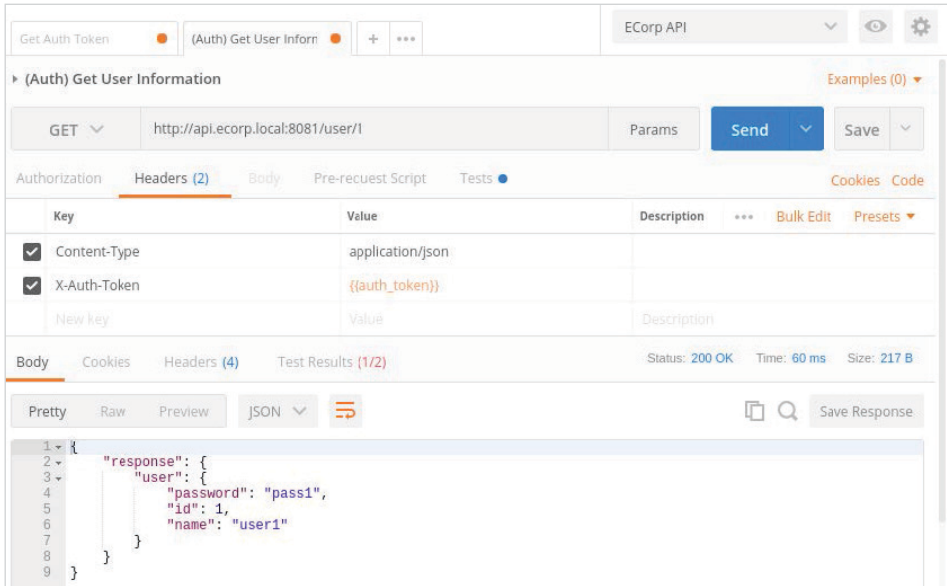 Get Auth Token
(Auth) Get User Inforn
+
•••
ECorp API
(Auth) Get User Information
Examples (0)
GET
http://api.ecorp.local:8081/user/1
Params
Send
Save
Authorization
Headers (2)
Body
Pre-recuest Script
Tests
Cookies Code
Key
Value
Description
•••
Bulk Edit
Presets
Content-Type
application/json
X-Auth-Token
{{auth_token}}
New key
Value
Description
Body
Cookies
Headers (4)
Test Results (1/2)
Status: 200 OK
Time: 60 ms
Size: 217 B
Pretty
Raw
Preview
JSON
Save Response
1 {
2 "response": {
3 "user": {
4 "password": "pass1",
5 "id": 1,
6 "name": "user1"
7 }
8 }
9 }